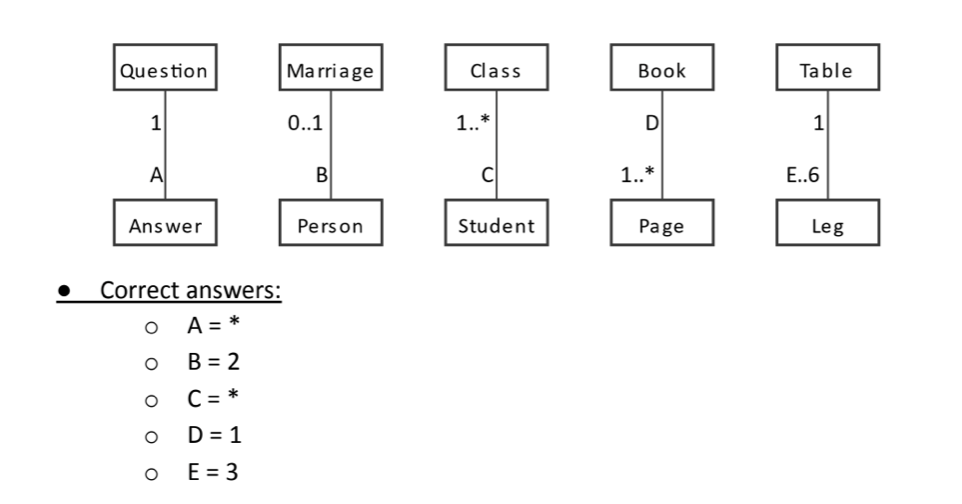 Question Marriage Class Book Table
1 0..1 1..* D 1
A B C 1..* E..6
Answer Person Student Page Leg
● Correct answers:
○ A = *
○ B = 2
○ C = *
○ D = 1
○ E = 3